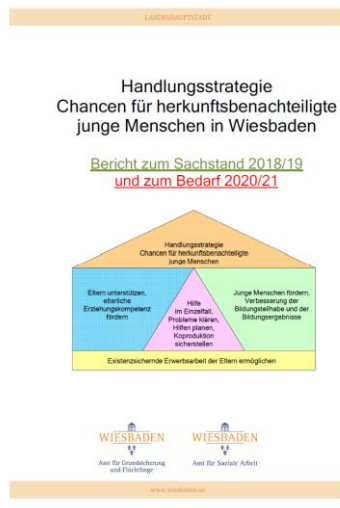 LANDESHAUPTSTADT
Handlungsstrategie
Chancen für herkunftsbenachteiligte
junge Menschen in Wiesbaden
Bericht zum Sachstand 2018/19
und zum Bedarf 2020/21
Handlungsstrategie
Chancen für herkunftsbenachteiligte
junge Menschen
Eltern unterstützen,
elterliche
Erziehungskompetenz
fördern
Hilfe
im Einzelfall,
Probleme klären,
Hilfen planen,
Koproduktion
sicherstellen
Junge Menschen fördern,
Verbesserung der
Bildungsteilhabe und der
Bildungsergebnisse
Existenzsichernde Erwerbsarbeit der Eltern ermöglichen
WIESBADEN
Amt für Grundsicherung
und Flüchtlinge
WIESBADEN
Amt für Soziale Arbeit
www.wiesbaden.de